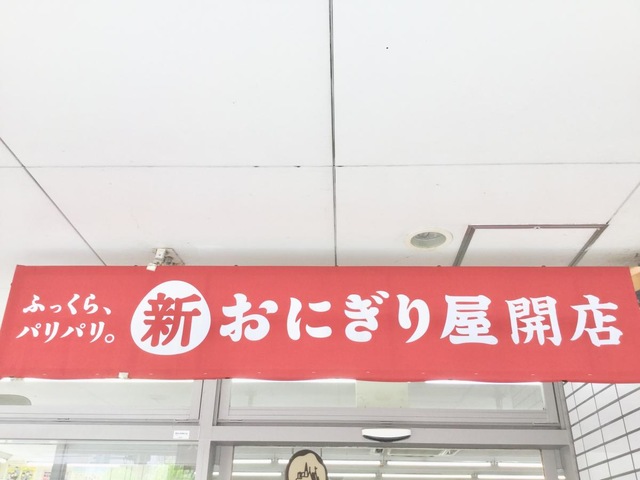 ふっくら、
パリパリ。
新 おにぎり屋開店